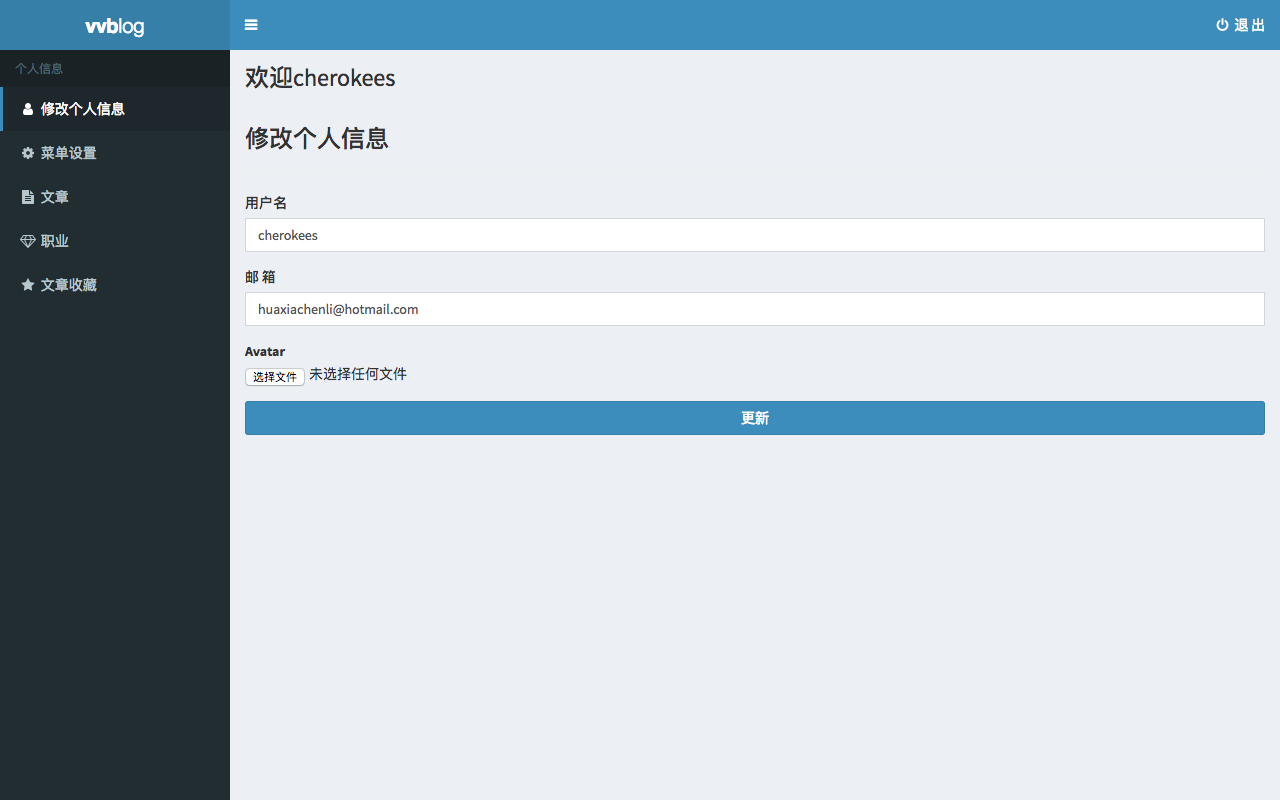 vvblog
退 出
个人信息
修改个人信息
菜单设置
文章
职业
文章收藏
欢迎cherokees
修改个人信息
用户名
cherokees
邮 箱
huaxiachenli@hotmail.com
Avatar
选择文件 未选择任何文件
更新